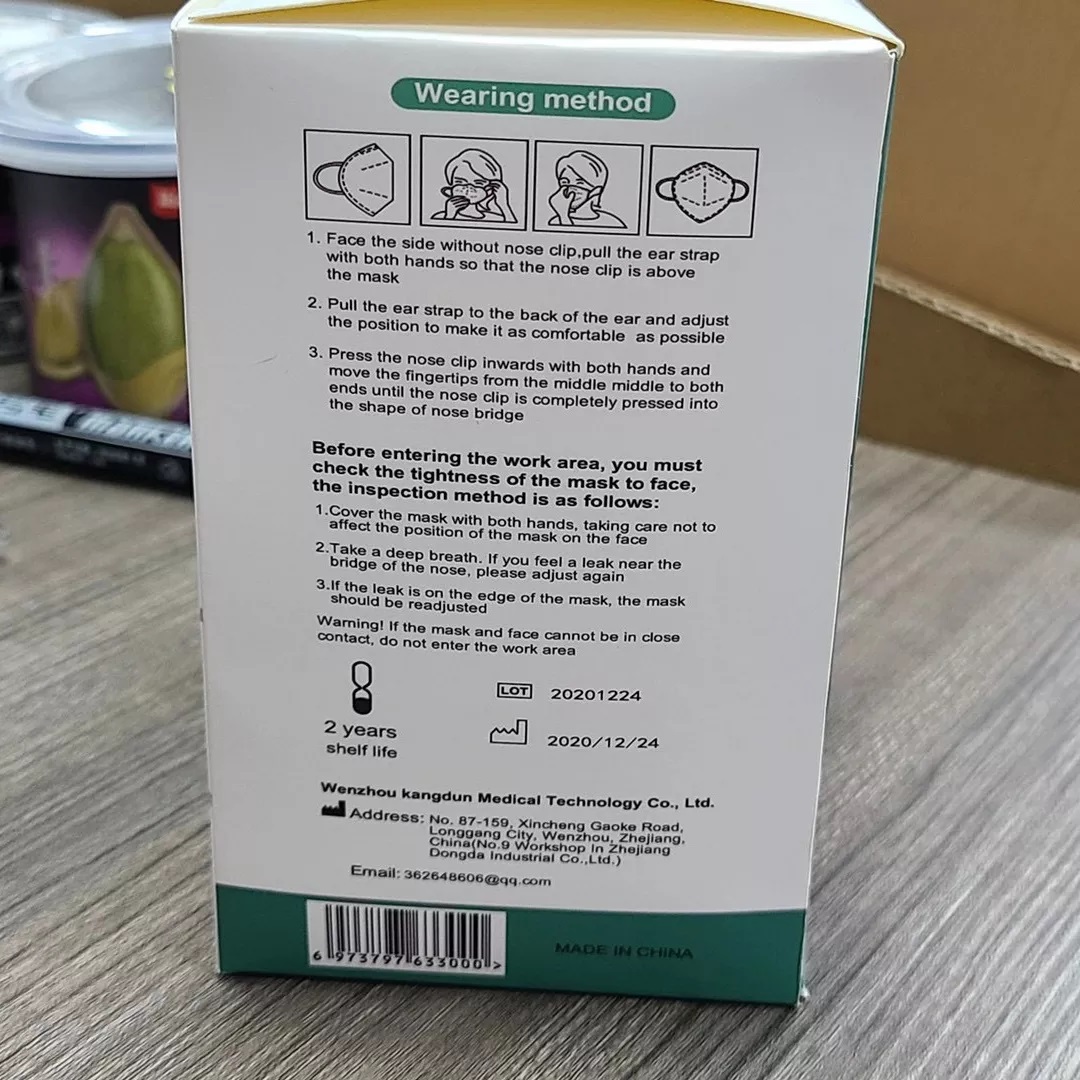 Wearing method
1. Face the side without nose clip,pull the ear strap
with both hands so that the nose clip is above
the mask
2. Pull the ear strap to the back of the ear and adjust
the position to make it as comfortable as possible
3. Press the nose clip inwards with both hands and
move the fingertips from the middle middle to both
ends until the nose clip is completely pressed into
the shape of nose bridge
Before entering the work area, you must
check the tightness of the mask to face,
the inspection method is as follows:
1.Cover the mask with both hands, taking care not to
affect the position of the mask on the face
2.Take a deep breath. If you feel a leak near the
bridge of the nose, please adjust again
3.If the leak is on the edge of the mask, the mask
should be readjusted
Warning! If the mask and face cannot be in close
contact, do not enter the work area
LOT 20201224
2020/12/24
2 years
shelf life
Wenzhou kangdun Medical Technology Co., Ltd.
Address: No. 87-159, Xincheng Gaoke Road,
Longgang City, Wenzhou, Zhejiang,
China(No.9 Workshop In Zhejiang
Dongda Industrial Co.,Ltd.)
Email: 362648606@qq.com
6 973797 633000 >
MADE IN CHINA